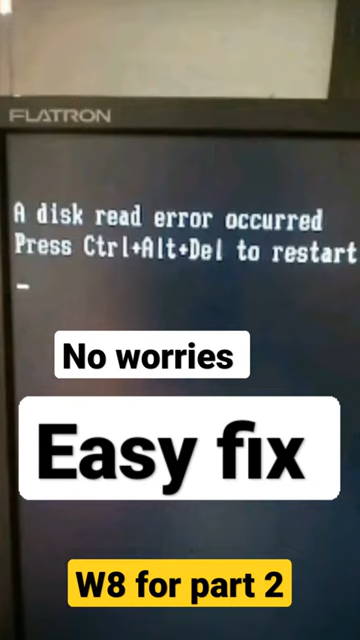 FLATRON
A disk read error occurred
Press Ctrl+Alt+Del to restart
_
No worries
Easy fix
W8 for part 2